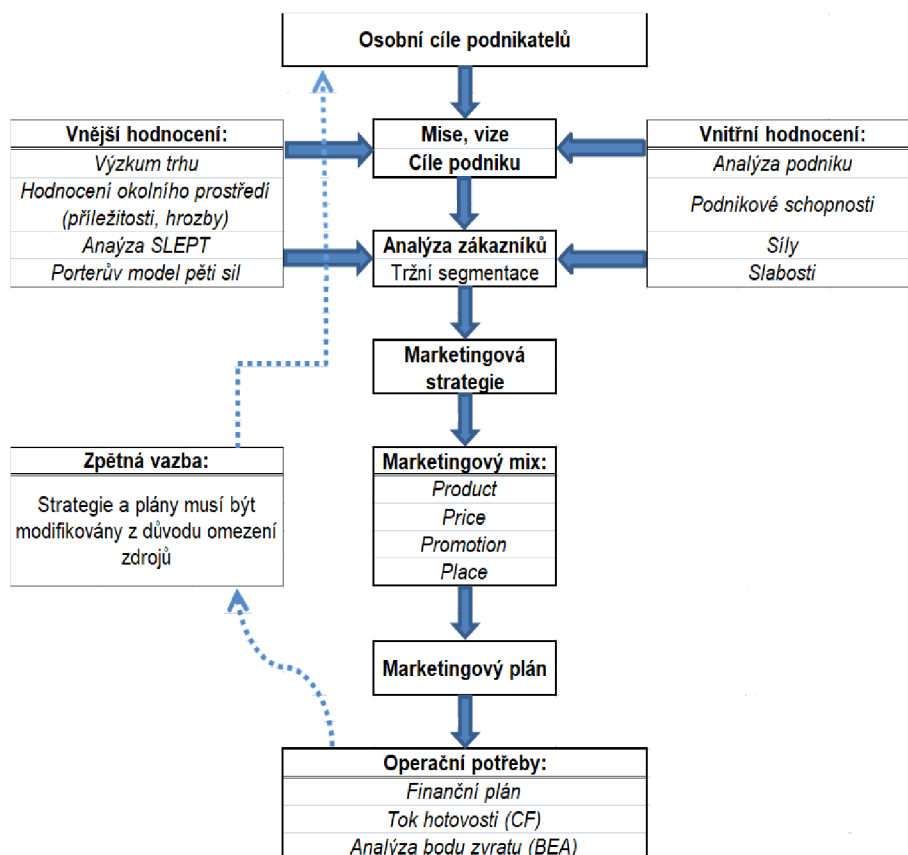 Osobní cíle podnikatelů
Vnější hodnocení:
Výzkum trhu
Hodnocení okolního prostředí
(příležitosti, hrozby)
Anaýza SLEPT
Porterův model pěti sil
Mise, vize
Cíle podniku
Vnitřní hodnocení:
Analýza podniku
Podnikové schopnosti
Síly
Slabosti
Analýza zákazníků
Tržní segmentace
Marketingová
strategie
Zpětná vazba:
Strategie a plány musí být
modifikovány z důvodu omezení
zdrojů
Marketingový mix:
Product
Price
Promotion
Place
Marketingový plán
Operační potřeby:
Finanční plán
Tok hotovosti (CF)
Analýza bodu zvratu (BEA)